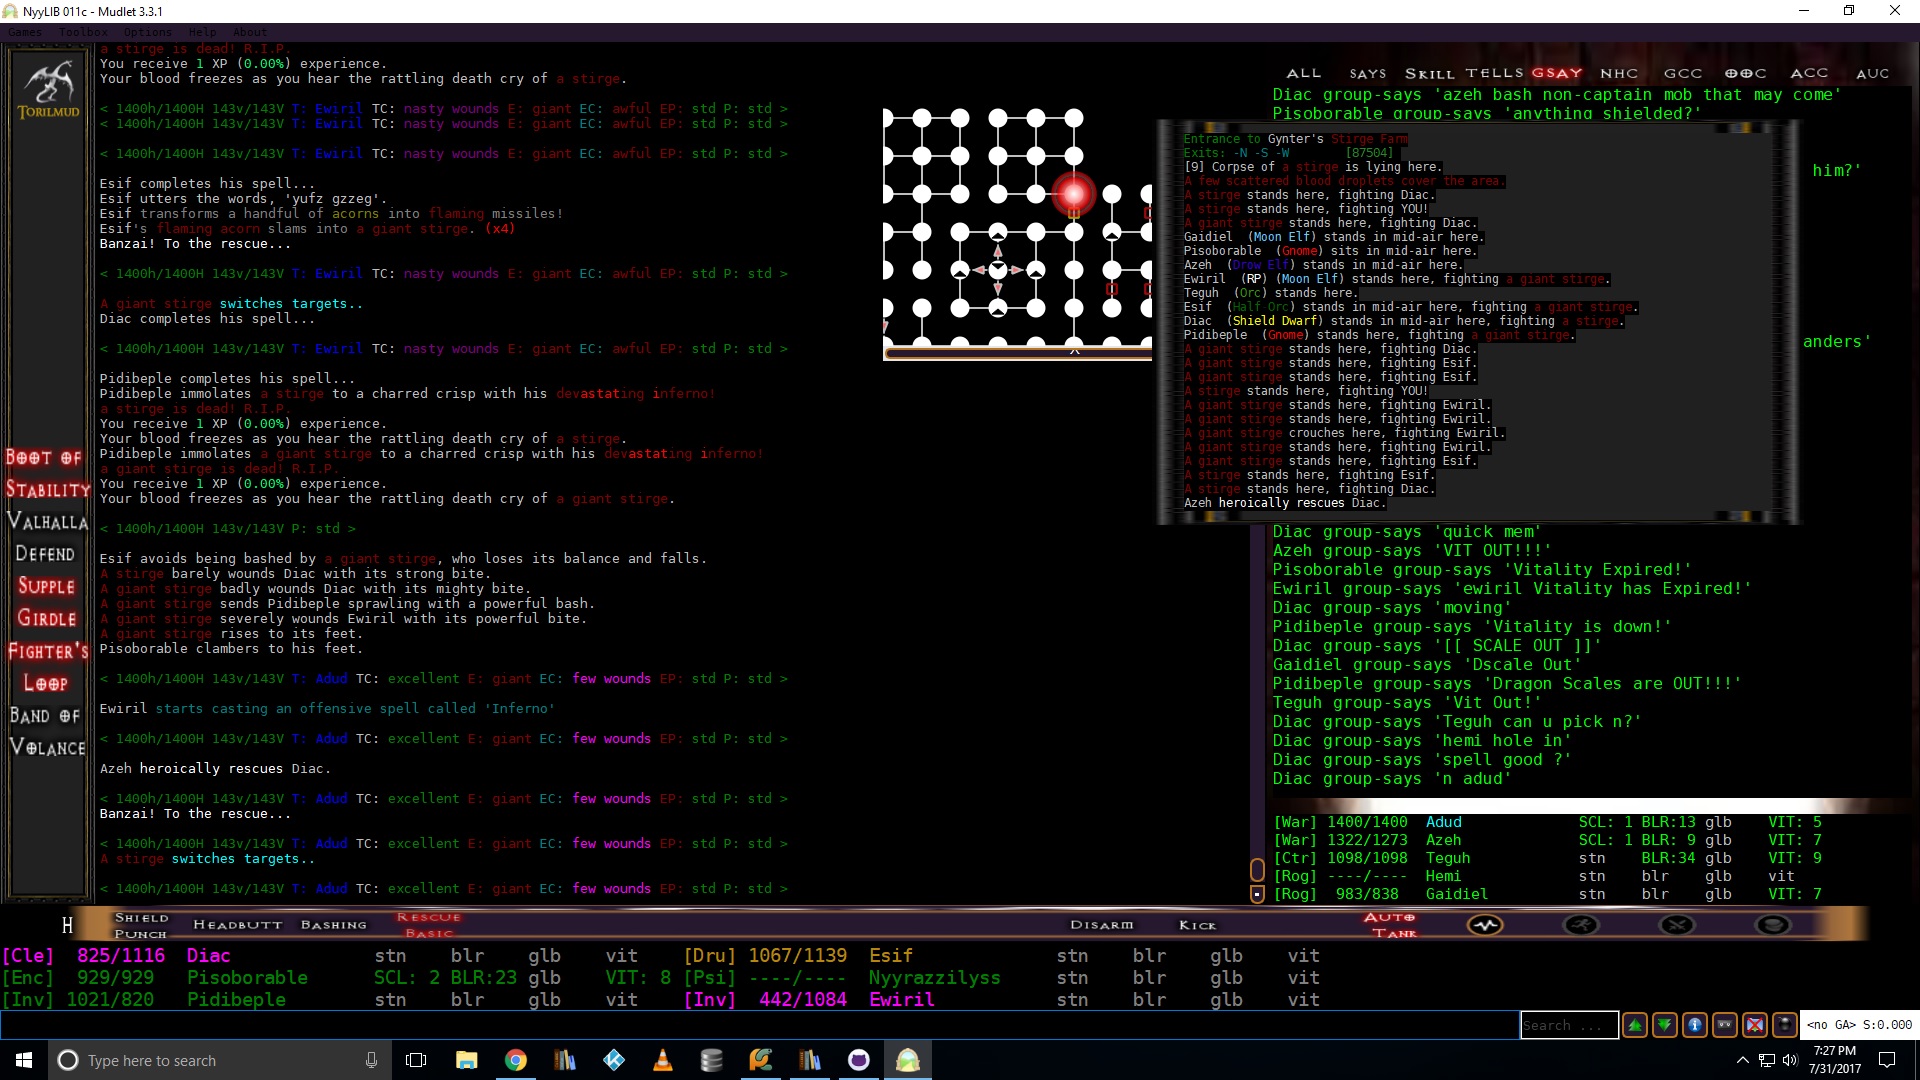 NyyLIB 011c - Mudlet 3.3.1
Games Toolbox Options Help About
TORILMUD
BOOT OF
STABILITY
VALHALLA
DEFEND
SUPPLE
GIRDLE
FIGHTER'S
LOOP
BAND OF
VOLANCE
a stirge is dead! R.I.P.
You receive 1 XP (0.00%) experience.
Your blood freezes as you hear the rattling death cry of a stirge.
< 1400h/1400H 143v/143V T: Ewiril TC: nasty wounds E: giant EC: awful EP: std P: std >
< 1400h/1400H 143v/143V T: Ewiril TC: nasty wounds E: giant EC: awful EP: std P: std >
< 1400h/1400H 143v/143V T: Ewiril TC: nasty wounds E: giant EC: awful EP: std P: std >
Esif completes his spell...
Esif utters the words, 'yufz gzzeg'.
Esif transforms a handful of acorns into flaming missiles!
Esif's flaming acorn slams into a giant stirge. (x4)
Banzai! To the rescue...
< 1400h/1400H 143v/143V T: Ewiril TC: nasty wounds E: giant EC: awful EP: std P: std >
A giant stirge switches targets..
Diac completes his spell...
< 1400h/1400H 143v/143V T: Ewiril TC: nasty wounds E: giant EC: awful EP: std P: std >
Pidibeple completes his spell...
Pidibeple immolates a stirge to a charred crisp with his devastating inferno!
a stirge is dead! R.I.P.
You receive 1 XP (0.00%) experience.
Your blood freezes as you hear the rattling death cry of a stirge.
Pidibeple immolates a giant stirge to a charred crisp with his devastating inferno!
a giant stirge is dead! R.I.P.
You receive 1 XP (0.00%) experience.
Your blood freezes as you hear the rattling death cry of a giant stirge.
< 1400h/1400H 143v/143V P: std >
Esif avoids being bashed by a giant stirge, who loses its balance and falls.
A stirge barely wounds Diac with its strong bite.
A giant stirge badly wounds Diac with its mighty bite.
A giant stirge sends Pidibeple sprawling with a powerful bash.
A giant stirge severely wounds Ewiril with its powerful bite.
A giant stirge rises to its feet.
Pisoborable clambers to his feet.
< 1400h/1400H 143v/143V T: Adud TC: excellent E: giant EC: few wounds EP: std P: std >
Ewiril starts casting an offensive spell called 'Inferno'
< 1400h/1400H 143v/143V T: Adud TC: excellent E: giant EC: few wounds EP: std P: std >
Azeh heroically rescues Diac.
< 1400h/1400H 143v/143V T: Adud TC: excellent E: giant EC: few wounds EP: std P: std >
Banzai! To the rescue...
< 1400h/1400H 143v/143V T: Adud TC: excellent E: giant EC: few wounds EP: std P: std >
A stirge switches targets..
< 1400h/1400H 143v/143V T: Adud TC: excellent E: giant EC: few wounds EP: std P: std >
ALL SAYS SKILL TELLS GSAY NHC GCC OOC ACC AUC
Diac group-says 'azeh bash non-captain mob that may come'
Pisoborable group-says 'anything shielded?'
him?'
anders'
Entrance to Gynter's Stirge Farm
Exits: -N -S -W [87504]
[9] Corpse of a stirge is lying here.
A few scattered blood droplets cover the area.
A stirge stands here, fighting Diac.
A stirge stands here, fighting YOU!
A giant stirge stands here, fighting Diac.
Gaidiel (Moon Elf) stands in mid-air here.
Pisoborable (Gnome) sits in mid-air here.
Azeh (Drow Elf) stands in mid-air here.
Ewiril (RP) (Moon Elf) stands here, fighting a giant stirge.
Teguh (Orc) stands here.
Esif (Half Orc) stands in mid-air here, fighting a giant stirge.
Diac (Shield Dwarf) stands in mid-air here, fighting a stirge.
Pidibeple (Gnome) stands here, fighting a giant stirge.
A giant stirge stands here, fighting Diac.
A giant stirge stands here, fighting Esif.
A giant stirge stands here, fighting Esif.
A stirge stands here, fighting YOU!
A giant stirge stands here, fighting Ewiril.
A giant stirge stands here, fighting Ewiril.
A giant stirge crouches here, fighting Ewiril.
A giant stirge stands here, fighting Ewiril.
A giant stirge stands here, fighting Esif.
A stirge stands here, fighting Esif.
A stirge stands here, fighting Diac.
Azeh heroically rescues Diac.
Diac group-says 'quick mem'
Azeh group-says 'VIT OUT!!!'
Pisoborable group-says 'Vitality Expired!'
Ewiril group-says 'ewiril Vitality has Expired!'
Diac group-says 'moving'
Pidibeple group-says 'Vitality is down!'
Diac group-says '[[ SCALE OUT ]]'
Gaidiel group-says 'Dscale Out'
Pidibeple group-says 'Dragon Scales are OUT!!!'
Teguh group-says 'Vit Out!'
Diac group-says 'Teguh can u pick n?'
Diac group-says 'hemi hole in'
Diac group-says 'spell good ?'
Diac group-says 'n adud'
[War] 1400/1400 Adud SCL: 1 BLR:13 glb VIT: 5
[War] 1322/1273 Azeh SCL: 1 BLR: 9 glb VIT: 7
[Ctr] 1098/1098 Teguh stn BLR:34 glb VIT: 9
[Rog] ----/---- Hemi stn blr glb vit
[Rog] 983/838 Gaidiel stn blr glb VIT: 7
H SHIELD PUNCH HEADBUTT BASHING RESCUE BASIC DISARM KICK AUTO TANK
[Cle] 825/1116 Diac stn blr glb vit [Dru] 1067/1139 Esif stn blr glb vit
[Enc] 929/929 Pisoborable SCL: 2 BLR:23 glb VIT: 8 [Psi] ----/---- Nyyrazzilyss stn blr glb vit
[Inv] 1021/820 Pidibeple stn blr glb vit [Inv] 442/1084 Ewiril stn blr glb vit
Search ...
<no GA> S:0.000
Type here to search
7:27 PM
7/31/2017